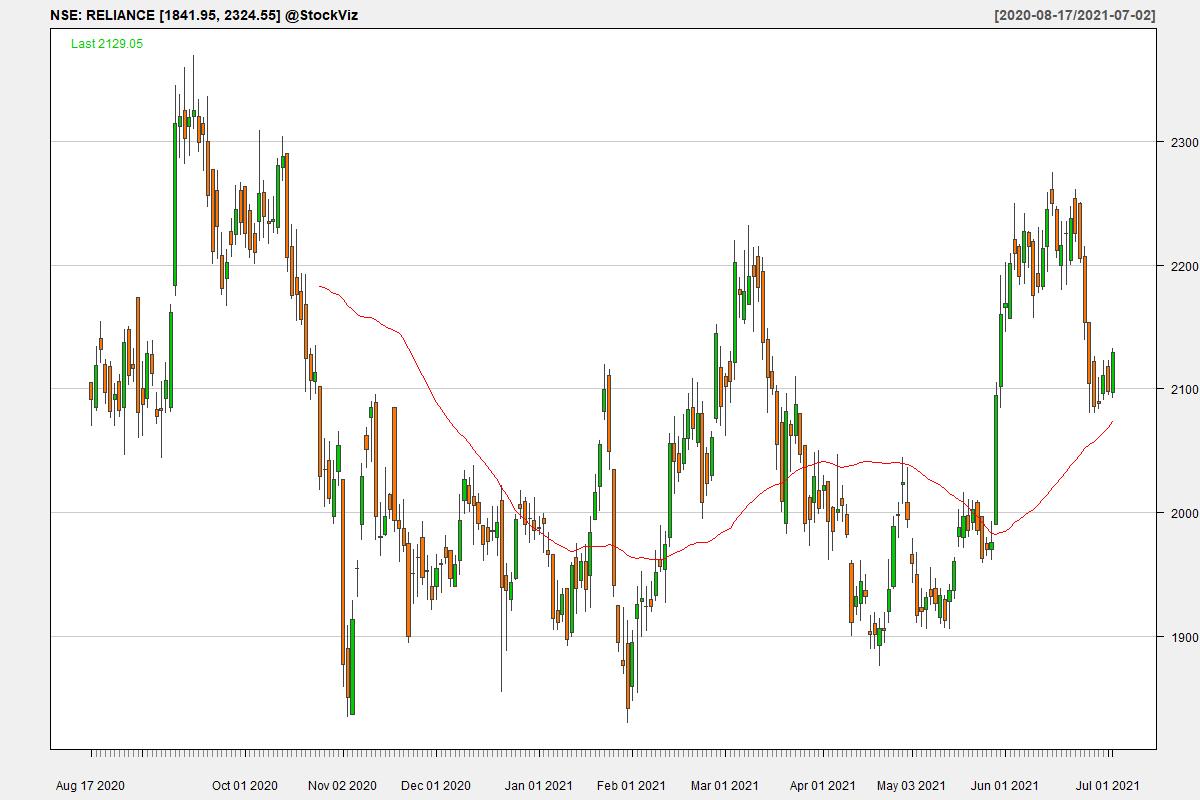 NSE: RELIANCE [1841.95, 2324.55] @StockViz [2020-08-17/2021-07-02]
Last 2129.05
2300
2200
2100
2000
1900
Aug 17 2020 Oct 01 2020 Nov 02 2020 Dec 01 2020 Jan 01 2021 Feb 01 2021 Mar 01 2021 Apr 01 2021 May 03 2021 Jun 01 2021 Jul 01 2021